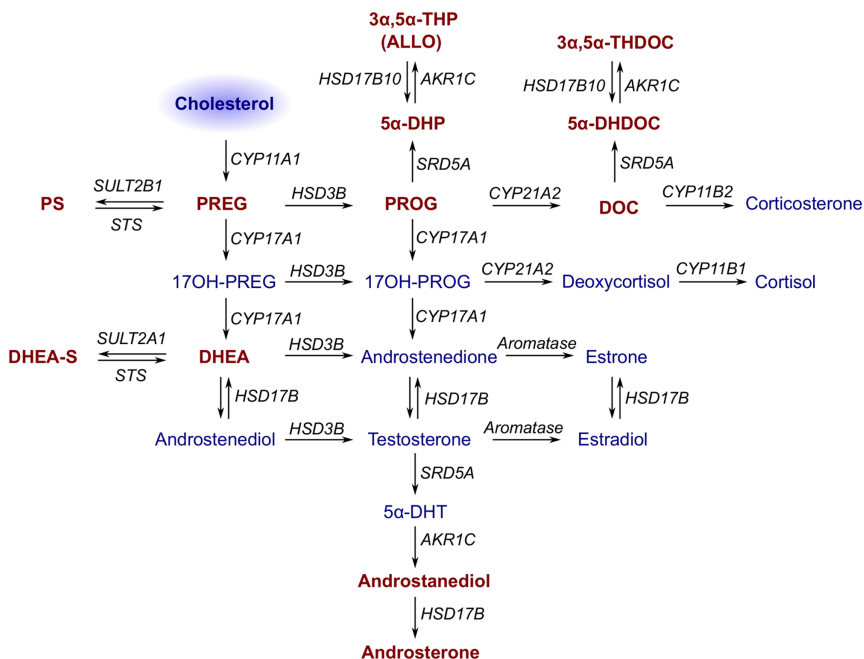 3α,5α-THP
(ALLO)
3α,5α-THDOC
HSD17B10
AKR1C
HSD17B10
AKR1C
Cholesterol
5α-DHP
5α-DHDOC
CYP11A1
SRD5A
SRD5A
SULT2B1
HSD3B
CYP21A2
CYP11B2
PS
PREG
PROG
DOC
Corticosterone
STS
CYP17A1
CYP17A1
HSD3B
CYP21A2
CYP11B1
17OH-PREG
17OH-PROG
Deoxycortisol
Cortisol
CYP17A1
CYP17A1
SULT2A1
HSD3B
Aromatase
DHEA-S
DHEA
Androstenedione
Estrone
STS
HSD17B
HSD17B
HSD17B
HSD3B
Aromatase
Androstenediol
Testosterone
Estradiol
SRD5A
5α-DHT
AKR1C
Androstanediol
HSD17B
Androsterone